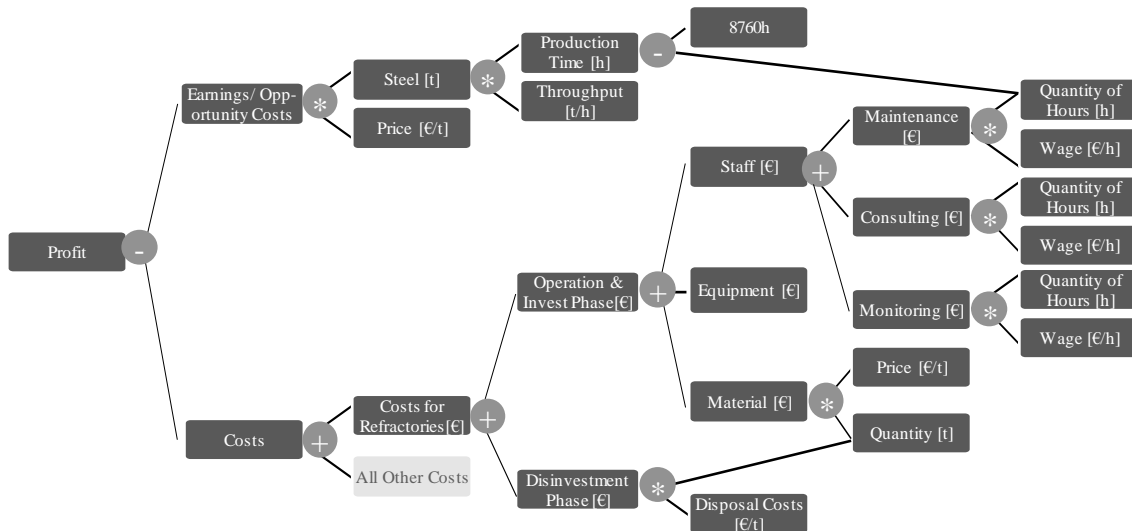 8760h
Production
Time [h]
-
Steel [t]
*
Throughput
[t/h]
Earnings/ Opp-
ortunity Costs
*
Price [€/t]
Quantity of
Hours [h]
Maintenance
[€]
*
Wage [€/h]
Staff [€]
+
Quantity of
Hours [h]
Consulting [€]
*
Wage [€/h]
Profit
-
Operation &
Invest Phase[€]
+
Equipment [€]
Quantity of
Hours [h]
Monitoring [€]
*
Wage [€/h]
Price [€/t]
Material [€]
*
Quantity [t]
Costs
+
Costs for
Refractories[€]
+
All Other Costs
Disinvestment
Phase [€]
*
Disposal Costs
[€/t]